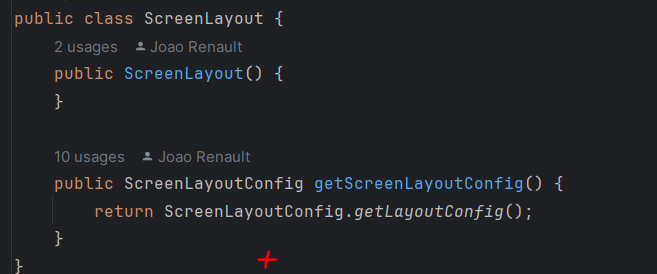 public class ScreenLayout {
2 usages Joao Renault
public ScreenLayout() {
}
10 usages Joao Renault
public ScreenLayoutConfig getScreenLayoutConfig() {
return ScreenLayoutConfig.getLayoutConfig();
}
}